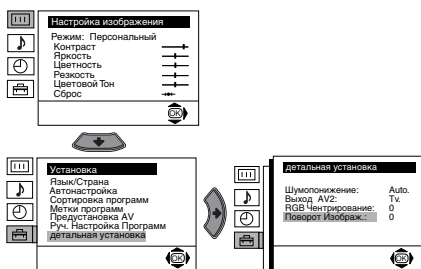 Настройка изображения
Режим: Персональный
Контраст
Яркость
Цветность
Резкость
Цветовой Тон
Сброс
OK
Установка
Язык/Страна
Автонастройка
Сортировка программ
Метки программ
Предустановка AV
Руч. Настройка Программ
детальная установка
OK
детальная установка
Шумопонижение: Auto.
Выход AV2: Tv.
RGB Чентрирование: 0
Поворот Изображ.: 0
OK